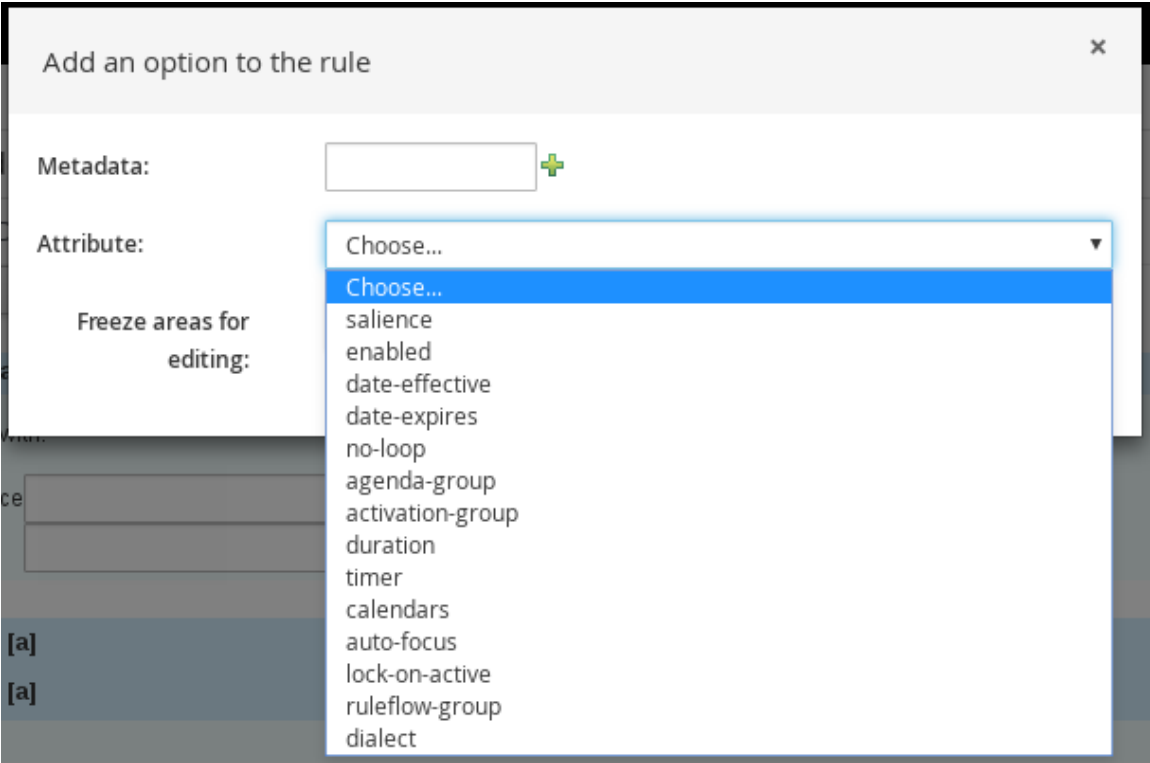 Add an option to the rule
×
Metadata:
Attribute:
Choose...
Choose...
salience
Freeze areas for
editing:
enabled
date-effective
date-expires
no-loop
agenda-group
activation-group
duration
timer
calendars
auto-focus
lock-on-active
ruleflow-group
dialect
ce
[a]
[a]